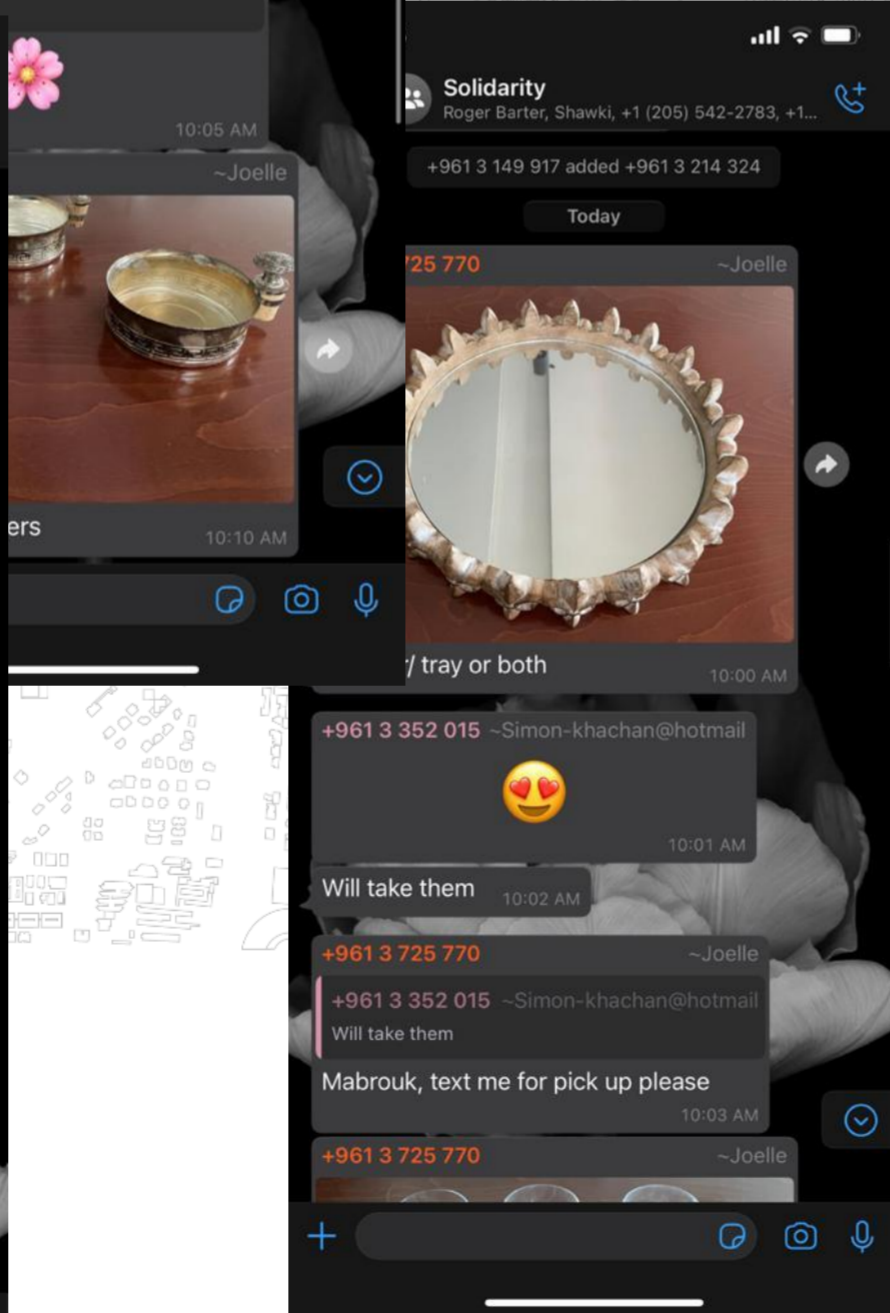 10:05 AM
~Joelle
ers
10:10 AM
Solidarity
Roger Barter, Shawki, +1 (205) 542-2783, +1...
+961 3 149 917 added +961 3 214 324
Today
725 770 ~Joelle
r/ tray or both
10:00 AM
+961 3 352 015 ~Simon-khachan@hotmail
10:01 AM
Will take them 10:02 AM
+961 3 725 770 ~Joelle
+961 3 352 015 ~Simon-khachan@hotmail
Will take them
Mabrouk, text me for pick up please
10:03 AM
+961 3 725 770 ~Joelle